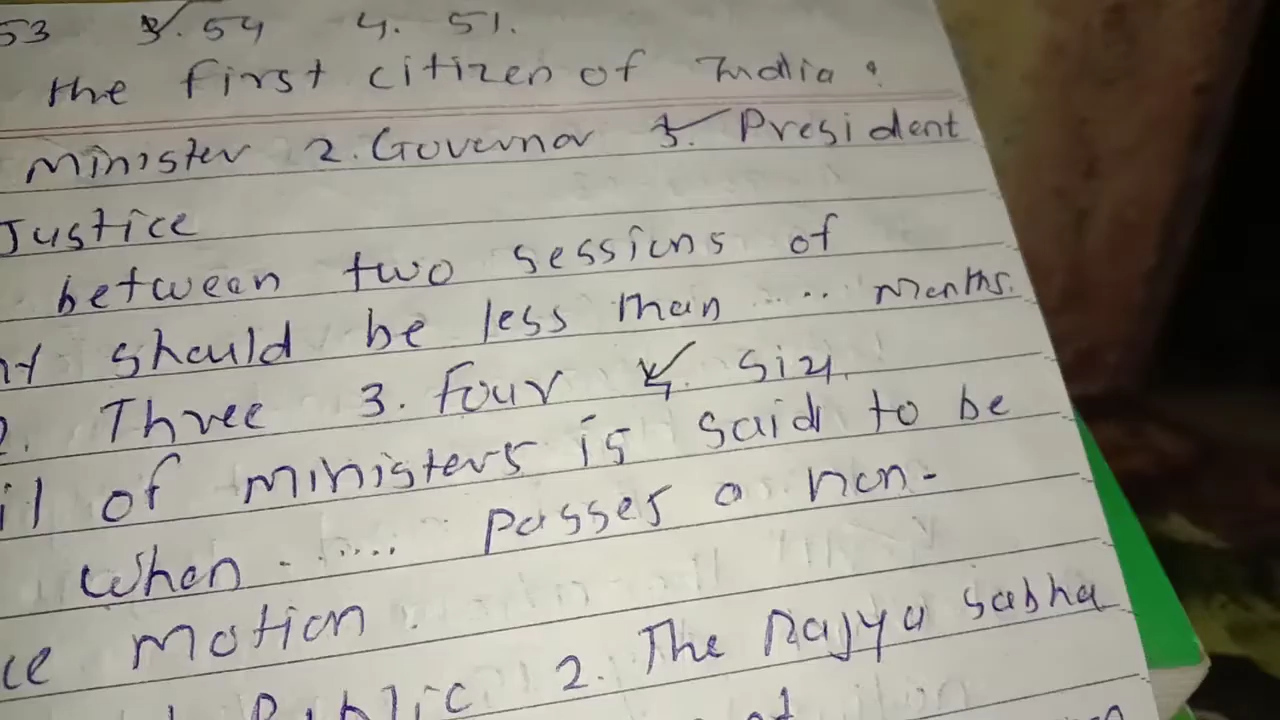 53 3. 54 4. 51.
the first citizen of India?
Minister 2. Governor 3. President
Justice
between two sessions of
should be less than ..... Months.
2. Three 3. Four 4. Six.
of ministers is said to be
when ...... passes a non-
Motion.
Public 2. The Rajya sabha